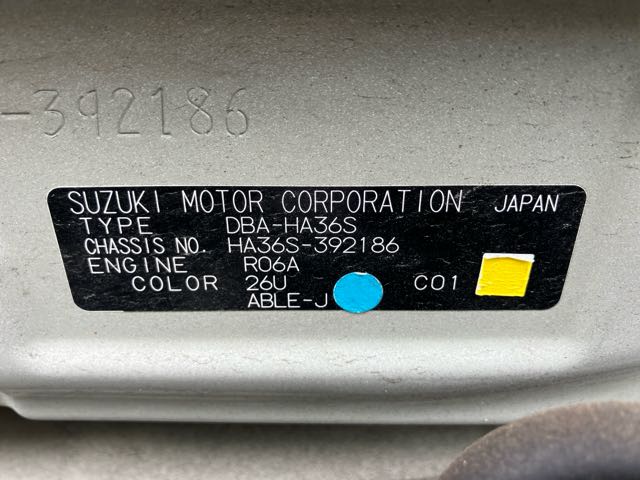 -392186
SUZUKI MOTOR CORPORATION JAPAN
TYPE DBA-HA36S
CHASSIS NO. HA36S-392186
ENGINE R06A
COLOR 26U C01
ABLE-J